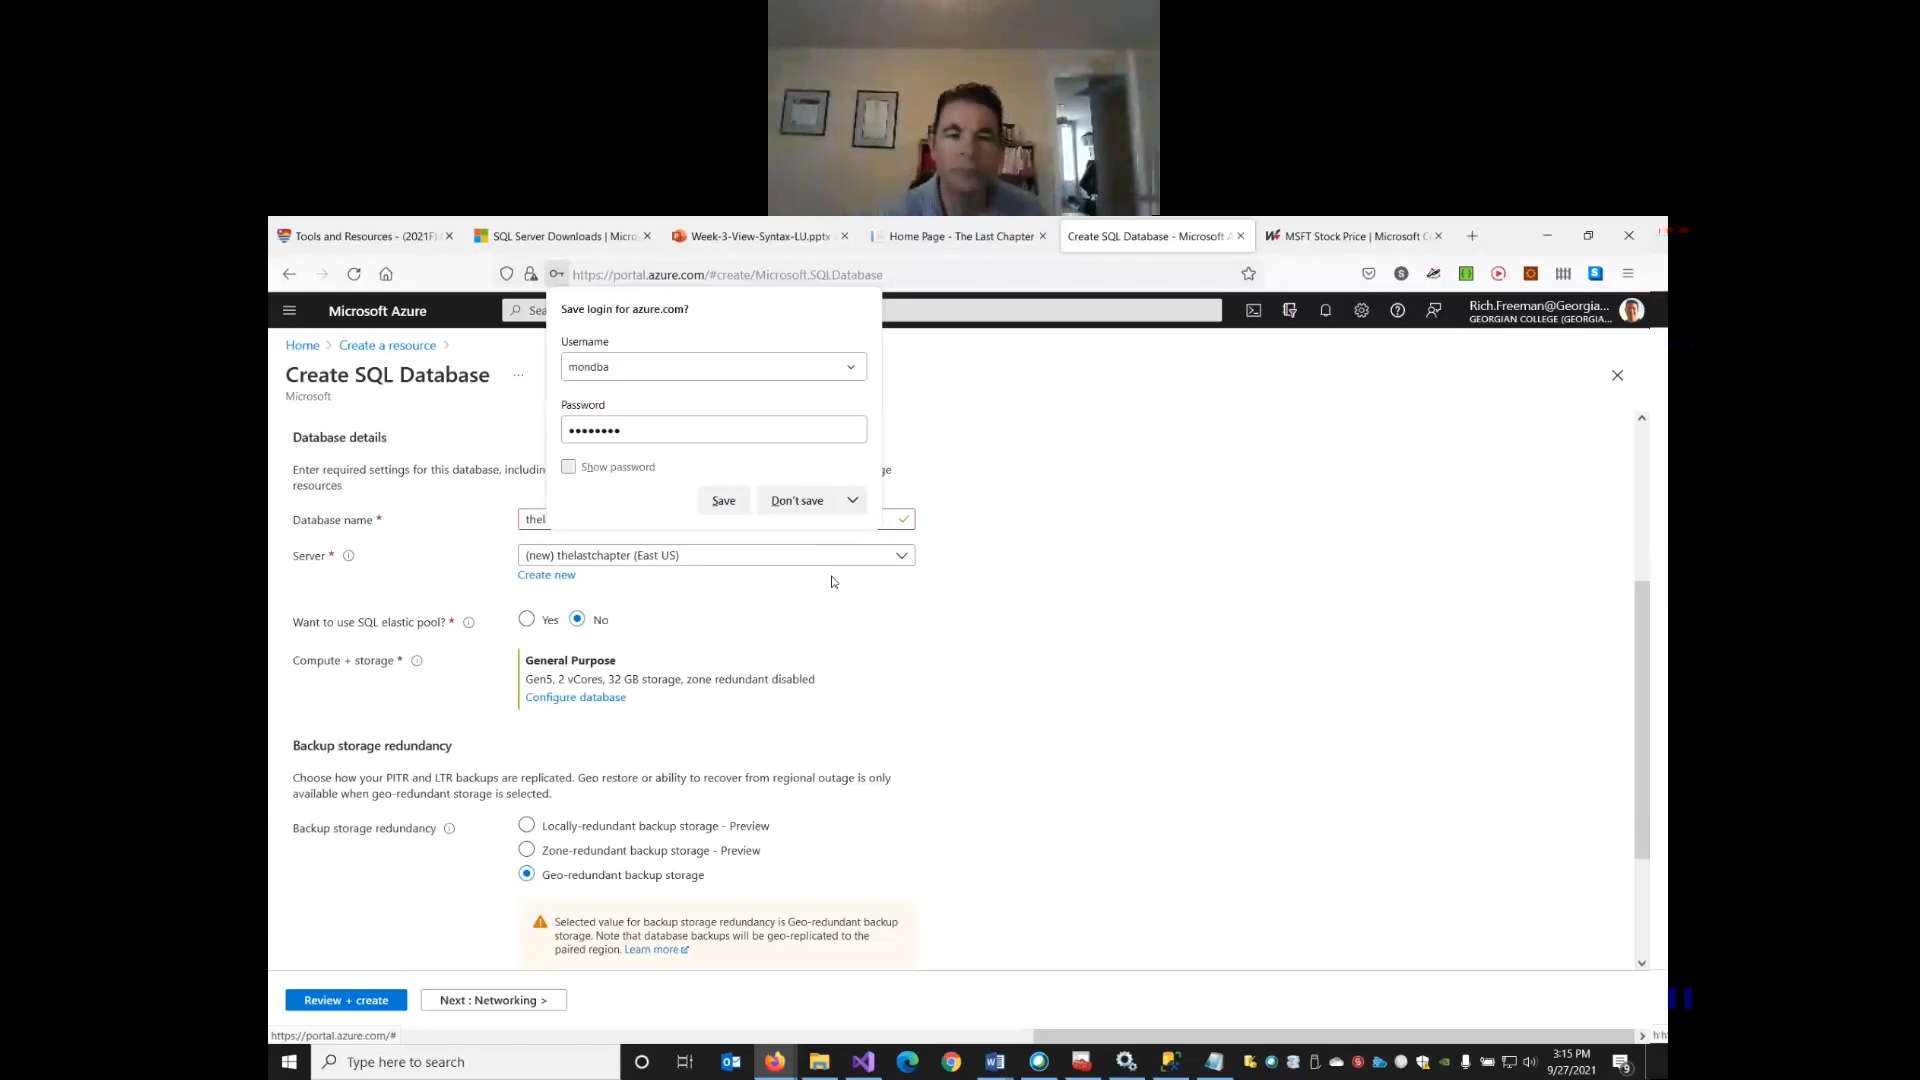 Tools and Resources - (2021F)
SQL Server Downloads | Micro
Week-3-View-Syntax-LU.pptx
Home Page - The Last Chapter
Create SQL Database - Microsoft A
MSFT Stock Price | Microsoft C
https://portal.azure.com/#create/Microsoft.SQLDatabase
Microsoft Azure
Sea
Rich.Freeman@Georgia...
GEORGIAN COLLEGE (GEORGIA...
Save login for azure.com?
Username
mondba
Password
Show password
Save
Don't save
Home > Create a resource >
Create SQL Database ...
Microsoft
Database details
Enter required settings for this database, includin
ge
resources
Database name *
thel
Server *
(new) thelastchapter (East US)
Create new
Want to use SQL elastic pool? *
Yes
No
Compute + storage *
General Purpose
Gen5, 2 vCores, 32 GB storage, zone redundant disabled
Configure database
Backup storage redundancy
Choose how your PITR and LTR backups are replicated. Geo restore or ability to recover from regional outage is only
available when geo-redundant storage is selected.
Backup storage redundancy
Locally-redundant backup storage - Preview
Zone-redundant backup storage - Preview
Geo-redundant backup storage
Selected value for backup storage redundancy is Geo-redundant backup
storage. Note that database backups will be geo-replicated to the
paired region. Learn more
Review + create
Next : Networking >
https://portal.azure.com/#
Type here to search
3:15 PM
9/27/2021
9